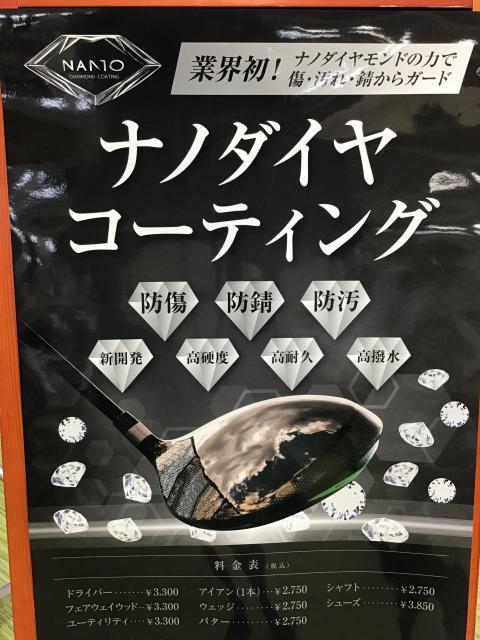 NANO
DIANMOND COATING
業界初！
ナノダイヤモンドの力で
傷・汚れ・錆からガード
ナノダイヤ
コーティング
防傷 防錆 防汚
新開発 高硬度 高耐久 高撥水
料金表（税込）
ドライバー‥‥‥¥3.300 アイアン（1本）‥¥2.750 シャフト‥‥‥‥¥2.750
フェアウェイウッド‥¥3.300 ウェッジ‥‥‥‥¥2.750 シューズ‥‥‥‥¥3.850
ユーティリティ‥‥¥3.300 パター‥‥‥‥‥¥2.750